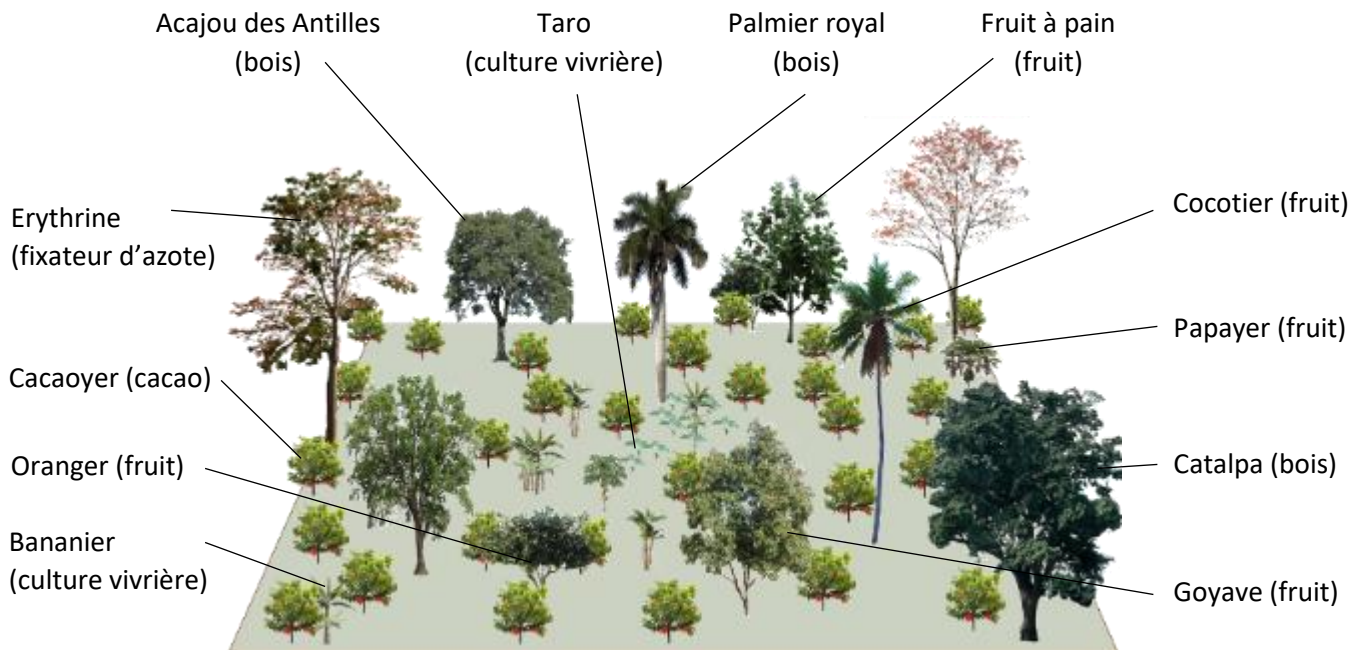 Acajou des Antilles
(bois)
Taro
(culture vivrière)
Palmier royal
(bois)
Fruit à pain
(fruit)
Erythrine
(fixateur d’azote)
Cocotier (fruit)
Papayer (fruit)
Cacaoyer (cacao)
Oranger (fruit)
Catalpa (bois)
Bananier
(culture vivrière)
Goyave (fruit)